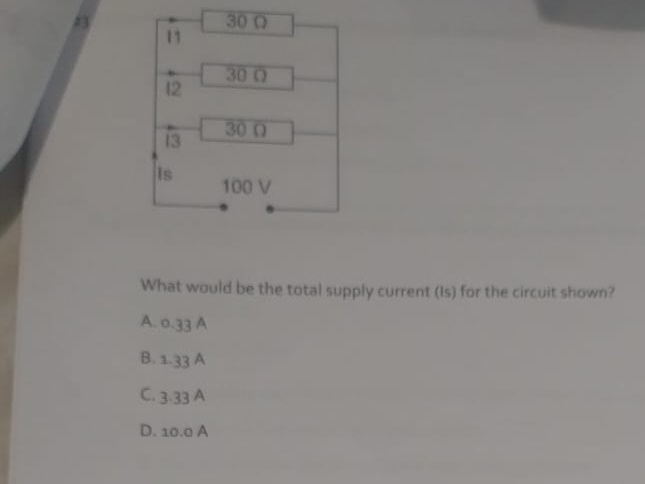 30 Ω
I1
30 Ω
I2
30 Ω
I3
Is
100 V
What would be the total supply current (Is) for the circuit shown?
A. 0.33 A
B. 1.33 A
C. 3.33 A
D. 10.0 A